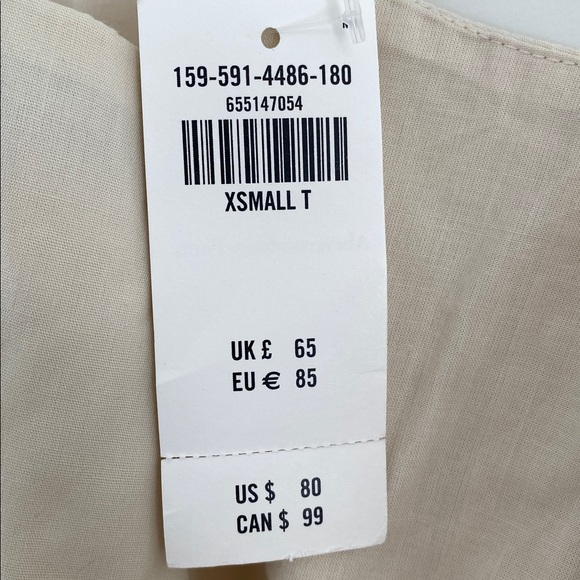 159-591-4486-180
655147054
XSMALL T
UK £ 65
EU € 85
US $ 80
CAN $ 99